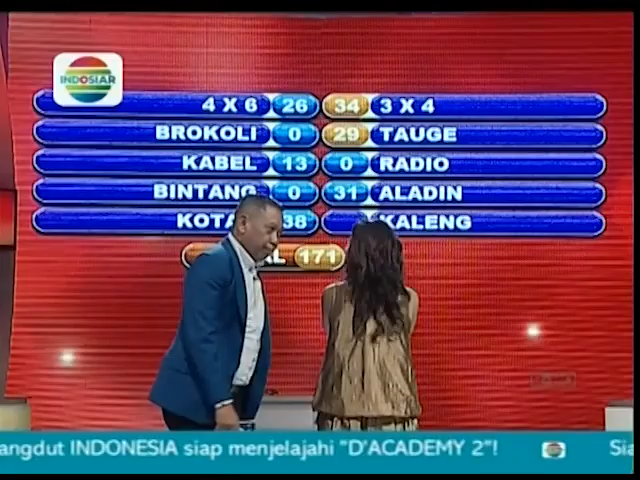 INDOSIAR
4 X 6 26 34 3 X 4
BROKOLI 0 29 TAUGE
KABEL 13 0 RADIO
BINTANG 0 31 ALADIN
38 KALENG
171
angdut INDONESIA siap menjelajahi "D'ACADEMY 2"!